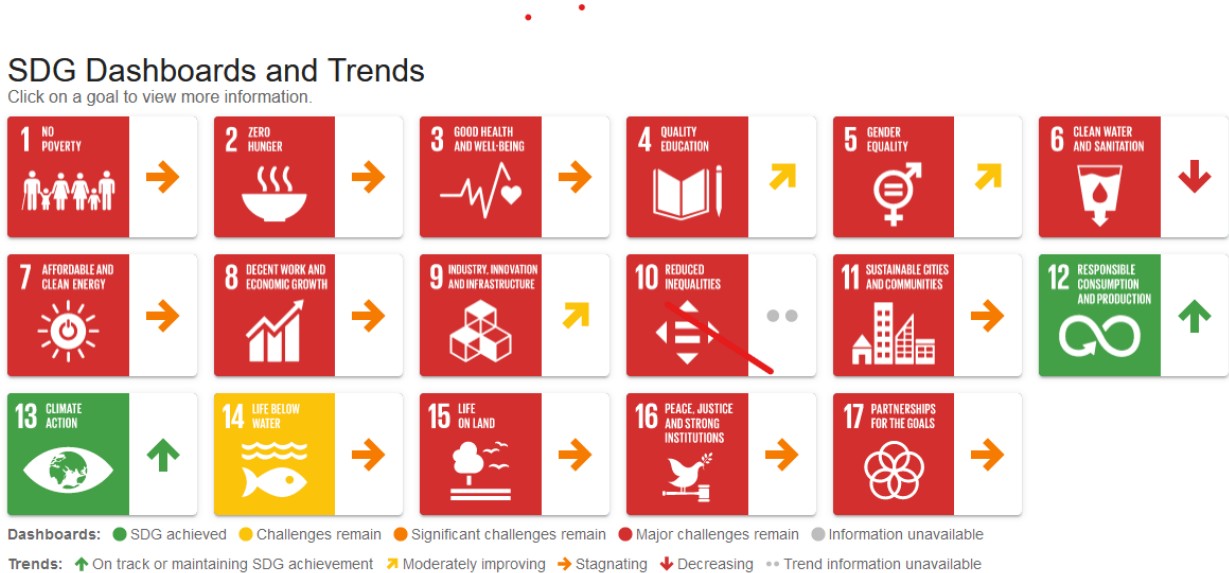 SDG Dashboards and Trends
Click on a goal to view more information.
1 NO POVERTY
2 ZERO HUNGER
3 GOOD HEALTH AND WELL-BEING
4 QUALITY EDUCATION
5 GENDER EQUALITY
6 CLEAN WATER AND SANITATION
7 AFFORDABLE AND CLEAN ENERGY
8 DECENT WORK AND ECONOMIC GROWTH
9 INDUSTRY, INNOVATION AND INFRASTRUCTURE
10 REDUCED INEQUALITIES
11 SUSTAINABLE CITIES AND COMMUNITIES
12 RESPONSIBLE CONSUMPTION AND PRODUCTION
13 CLIMATE ACTION
14 LIFE BELOW WATER
15 LIFE ON LAND
16 PEACE, JUSTICE AND STRONG INSTITUTIONS
17 PARTNERSHIPS FOR THE GOALS
Dashboards: SDG achieved Challenges remain Significant challenges remain Major challenges remain Information unavailable
Trends: On track or maintaining SDG achievement Moderately improving Stagnating Decreasing Trend information unavailable